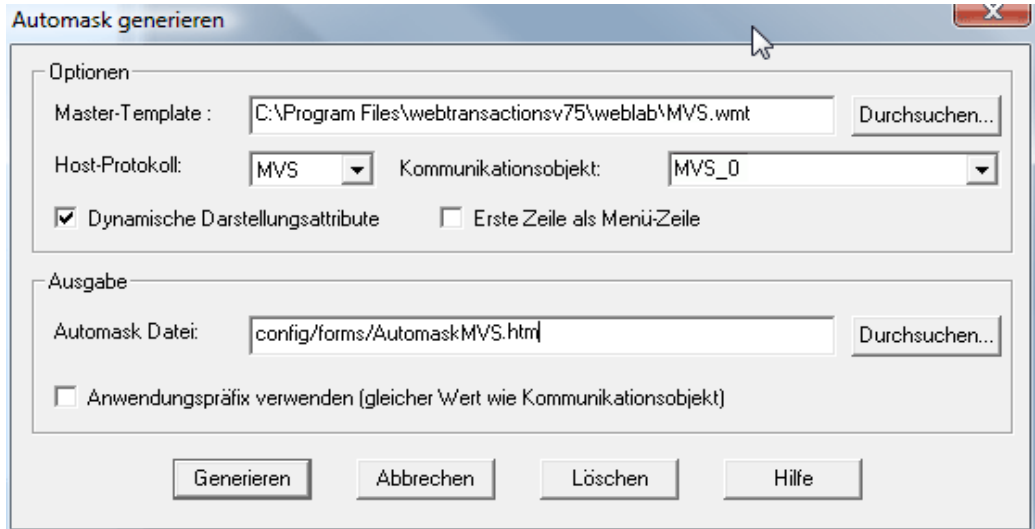 Automask generieren
Optionen
Master-Template : C:\Program Files\webtransactionsv75\weblab\MVS.wmt Durchsuchen...
Host-Protokoll: MVS Kommunikationsobjekt: MVS_0
Dynamische Darstellungsattribute Erste Zeile als Menü-Zeile
Ausgabe
Automask Datei: config/forms/AutomaskMVS.htm Durchsuchen...
Anwendungspräfix verwenden (gleicher Wert wie Kommunikationsobjekt)
Generieren Abbrechen Löschen Hilfe